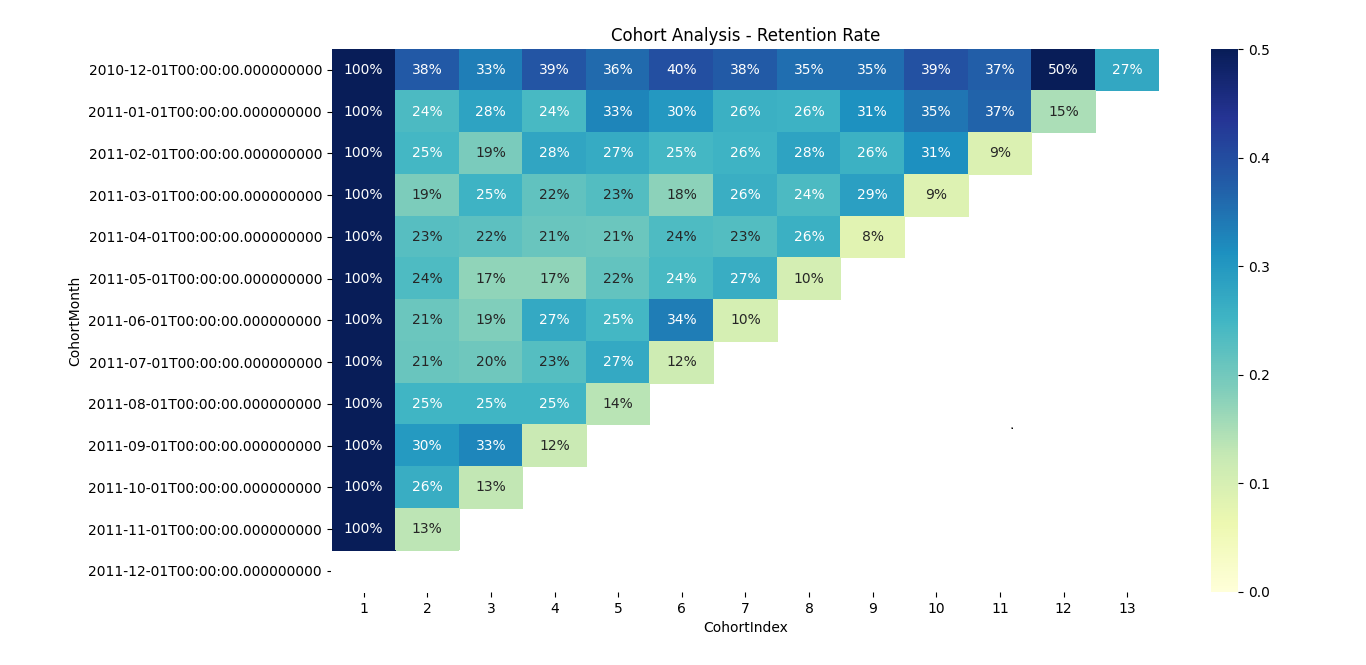 Cohort Analysis - Retention Rate
2010-12-01T00:00:00.000000000 100% 38% 33% 39% 36% 40% 38% 35% 35% 39% 37% 50% 27%
2011-01-01T00:00:00.000000000 100% 24% 28% 24% 33% 30% 26% 26% 31% 35% 37% 15%
2011-02-01T00:00:00.000000000 100% 25% 19% 28% 27% 25% 26% 28% 26% 31% 9%
2011-03-01T00:00:00.000000000 100% 19% 25% 22% 23% 18% 26% 24% 29% 9%
2011-04-01T00:00:00.000000000 100% 23% 22% 21% 21% 24% 23% 26% 8%
2011-05-01T00:00:00.000000000 100% 24% 17% 17% 22% 24% 27% 10%
2011-06-01T00:00:00.000000000 100% 21% 19% 27% 25% 34% 10%
2011-07-01T00:00:00.000000000 100% 21% 20% 23% 27% 12%
2011-08-01T00:00:00.000000000 100% 25% 25% 25% 14%
2011-09-01T00:00:00.000000000 100% 30% 33% 12%
2011-10-01T00:00:00.000000000 100% 26% 13%
2011-11-01T00:00:00.000000000 100% 13%
2011-12-01T00:00:00.000000000
CohortMonth
1 2 3 4 5 6 7 8 9 10 11 12 13
CohortIndex
0.5
0.4
0.3
0.2
0.1
0.0